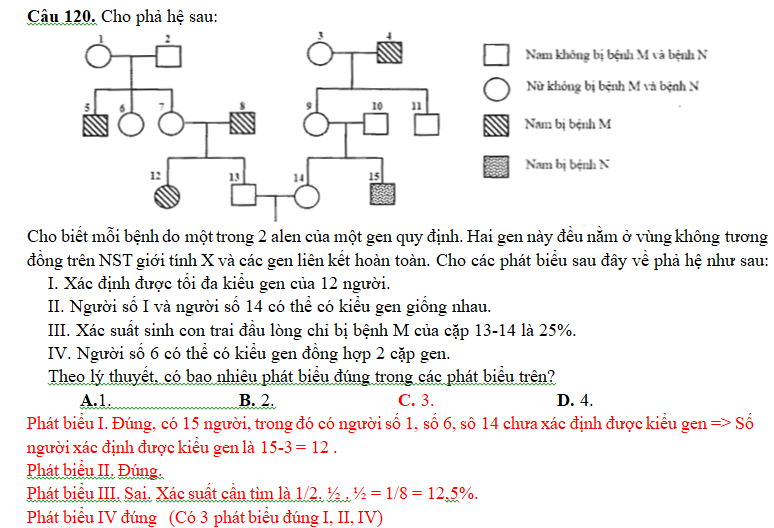 Câu 120. Cho phả hệ sau:
1 2 3 4
Nam không bị bệnh M và bệnh N
Nữ không bị bệnh M và bệnh N
5 6 7 8 9 10 11
Nam bị bệnh M
Nam bị bệnh N
12 13 14 15
Cho biết mỗi bệnh do một trong 2 alen của một gen quy định. Hai gen này đều nằm ở vùng không tương
đồng trên NST giới tính X và các gen liên kết hoàn toàn. Cho các phát biểu sau đây về phả hệ như sau:
I. Xác định được tối đa kiểu gen của 12 người.
II. Người số I và người số 14 có thể có kiểu gen giống nhau.
III. Xác suất sinh con trai đầu lòng chỉ bị bệnh M của cặp 13-14 là 25%.
IV. Người số 6 có thể có kiểu gen đồng hợp 2 cặp gen.
Theo lý thuyết, có bao nhiêu phát biểu đúng trong các phát biểu trên?
A.1. B. 2. C. 3. D. 4.
Phát biểu I. Đúng, có 15 người, trong đó có người số 1, số 6, sô 14 chưa xác định được kiểu gen => Số
người xác định được kiểu gen là 15-3 = 12 .
Phát biểu II. Đúng.
Phát biểu III. Sai. Xác suất cần tìm là 1/2. ½ . ½ = 1/8 = 12,5%.
Phát biểu IV đúng (Có 3 phát biểu đúng I, II, IV)